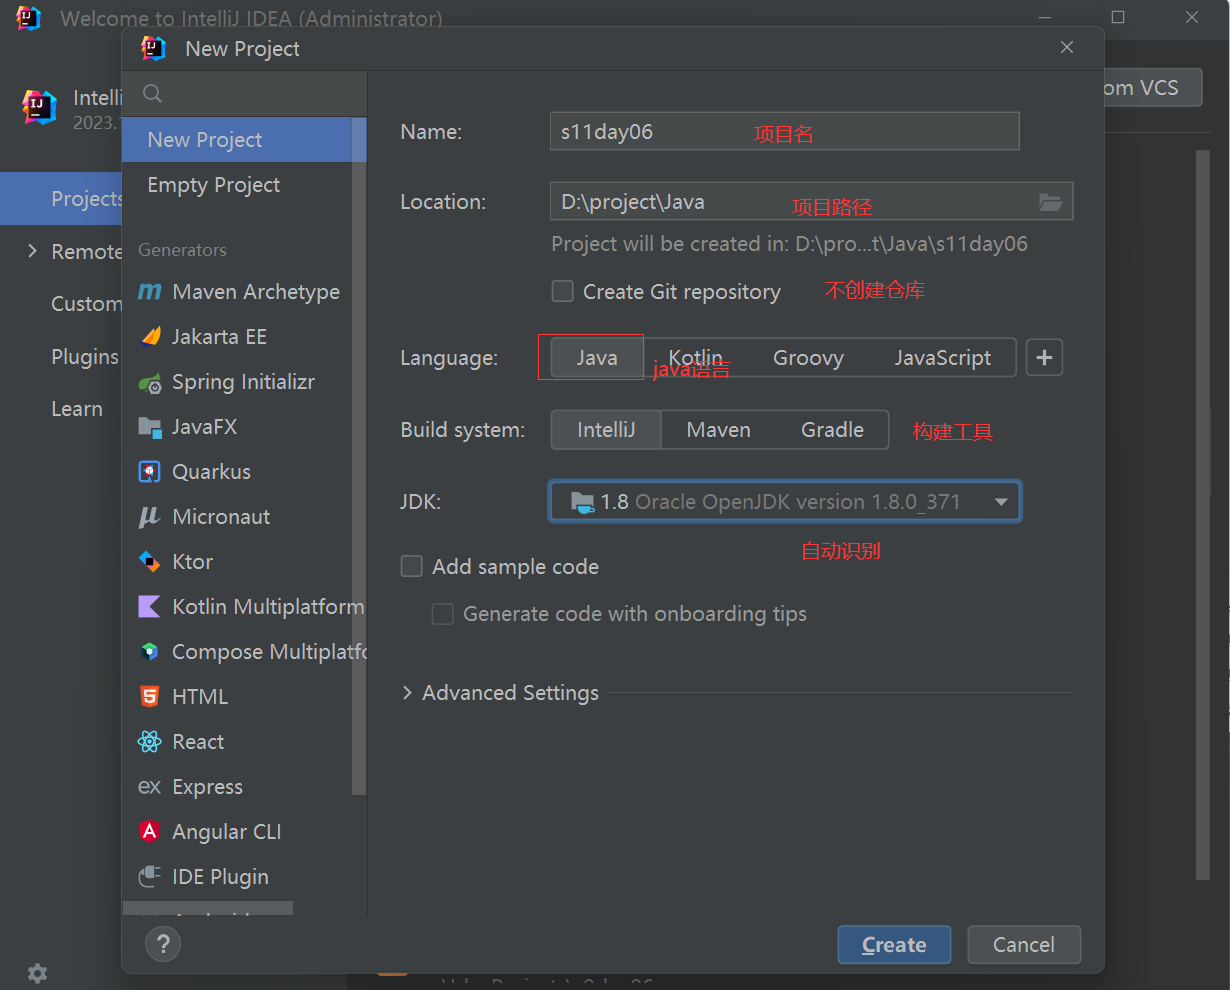 Welcome to IntelliJ IDEA (Administrator)
New Project
Intelli
2023.
om VCS
Projects
Remote
Custom
Plugins
Learn
New Project
Empty Project
Generators
Maven Archetype
Jakarta EE
Spring Initializr
JavaFX
Quarkus
Micronaut
Ktor
Kotlin Multiplatform
Compose Multiplatfo
HTML
React
Express
Angular CLI
IDE Plugin
Name: s11day06 项目名
Location: D:\project\Java 项目路径
Project will be created in: D:\pro...t\Java\s11day06
Create Git repository 不创建仓库
Language: Java Kotlin Groovy JavaScript +
java语言
Build system: IntelliJ Maven Gradle 构建工具
JDK: 1.8 Oracle OpenJDK version 1.8.0_371
自动识别
Add sample code
Generate code with onboarding tips
Advanced Settings
? Create Cancel